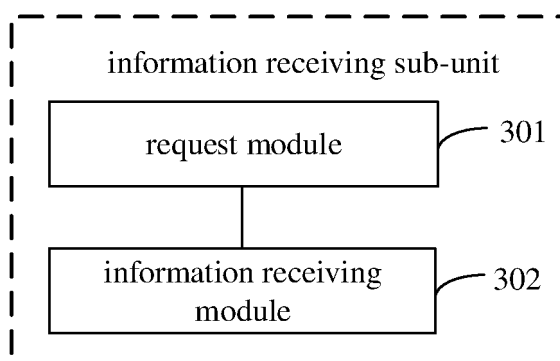 information receiving sub-unit
request module
301
information receiving
module
302